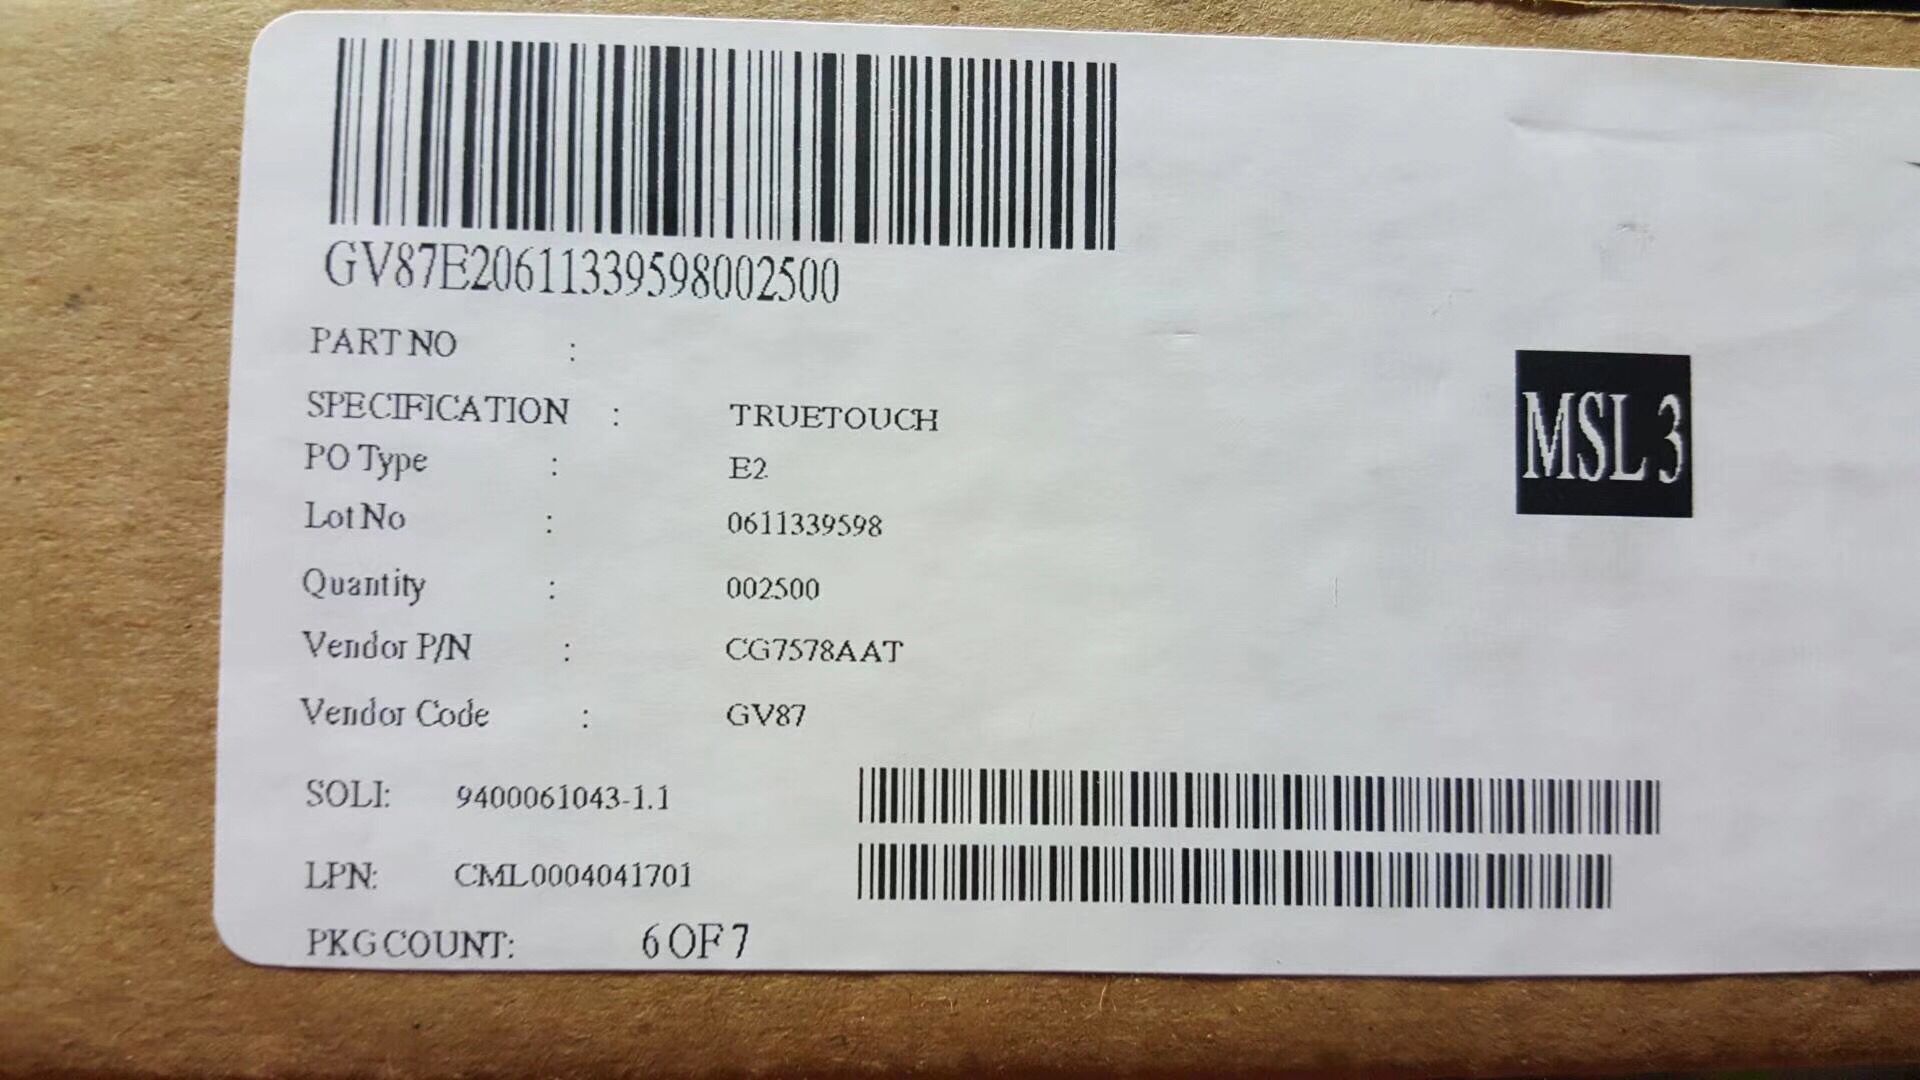 GV87E20611339598002500
PART NO :
SPECIFICATION : TRUETOUCH
PO Type : E2
MSL 3
Lot No : 0611339598
Quantity : 002500
Vendor P/N : CG7578AAT
Vendor Code : GV87
SOLI: 9400061043-1.1
LPN: CML0004041701
PKG COUNT: 6 OF 7